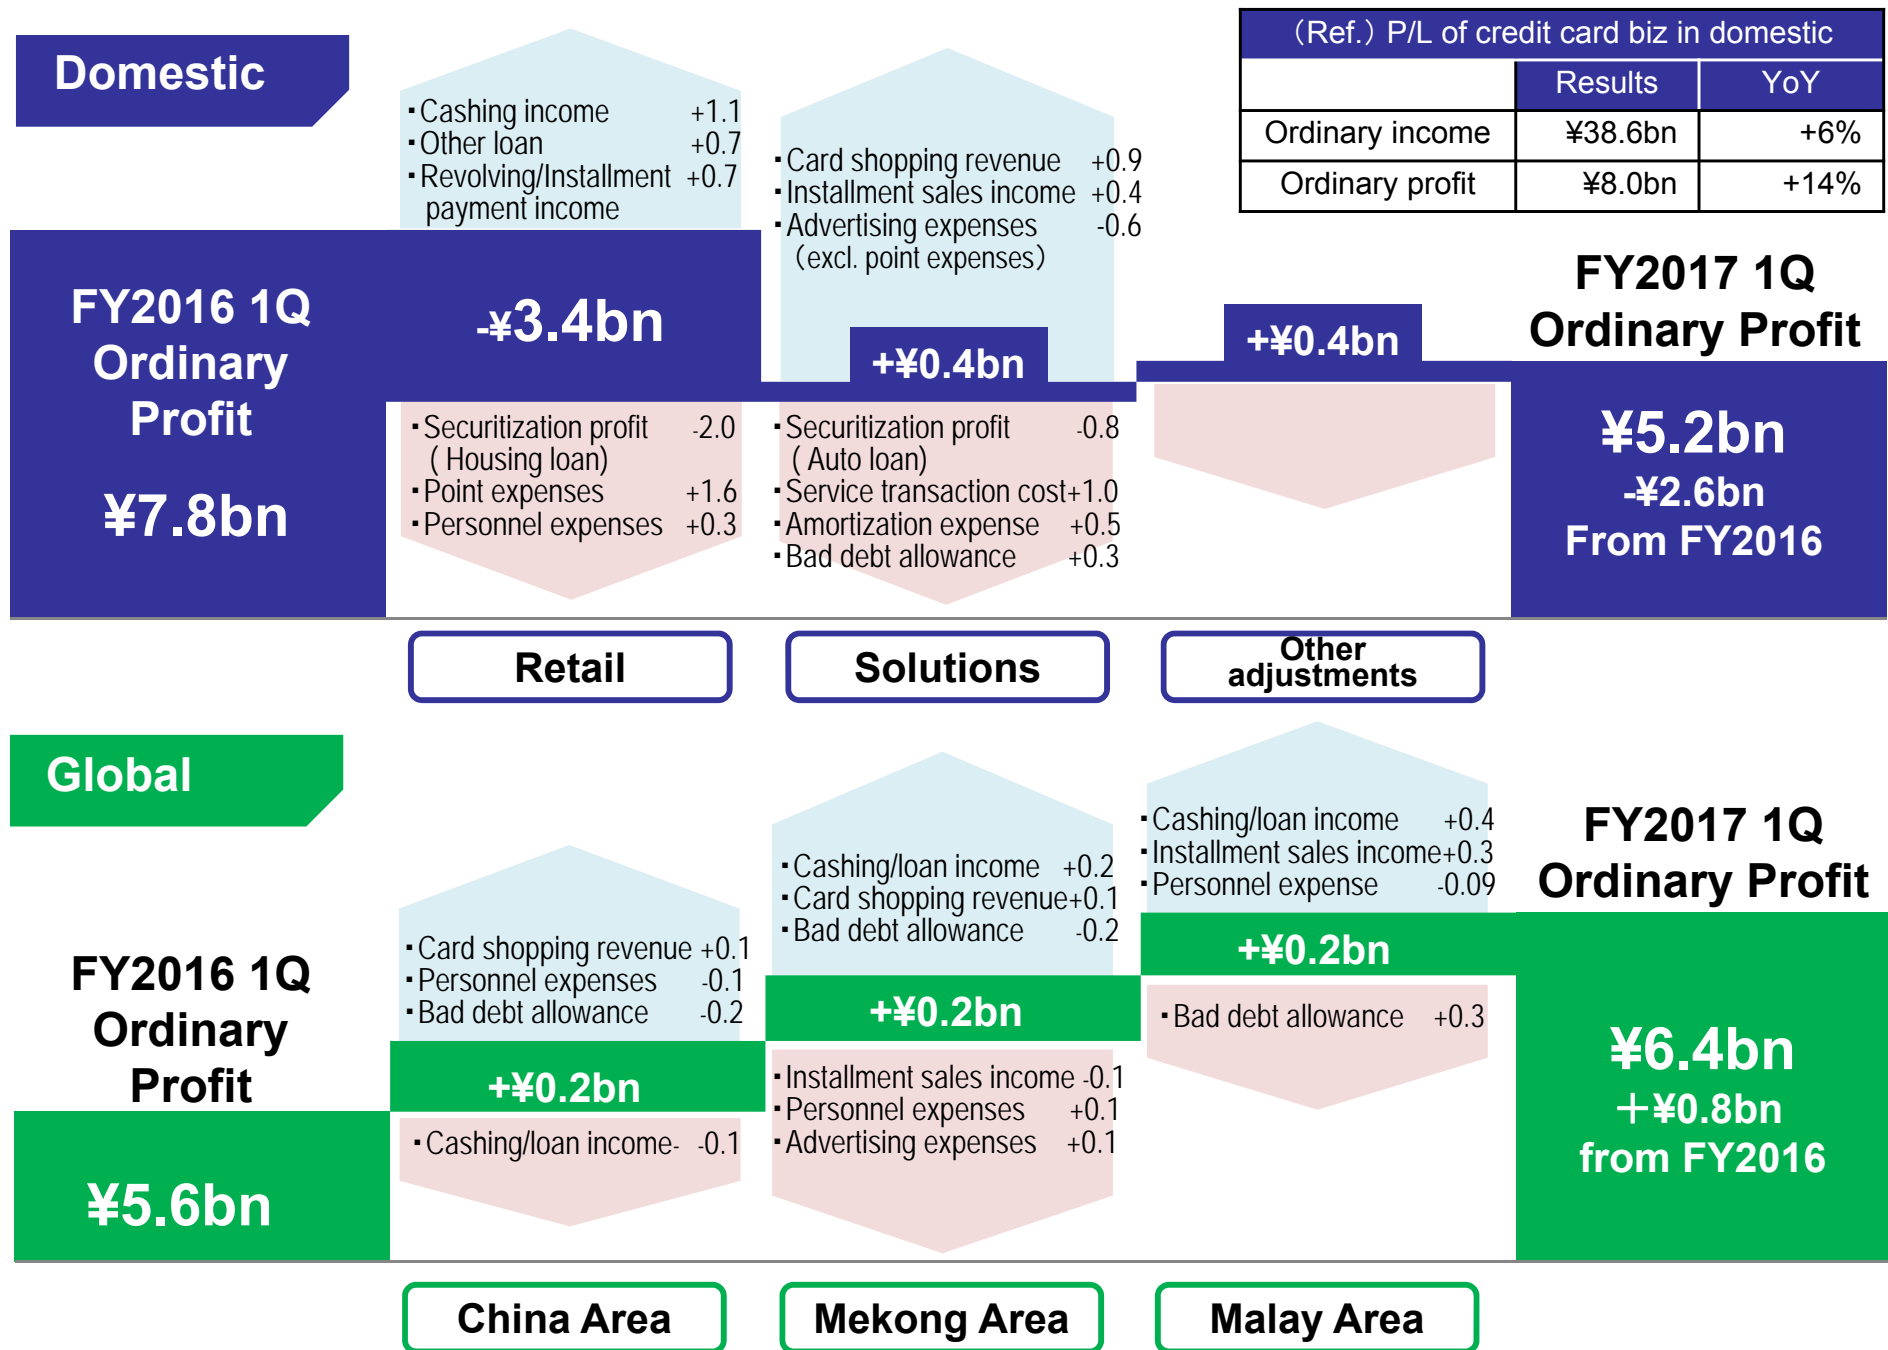 Domestic
(Ref.) P/L of credit card biz in domestic
Results YoY
Ordinary income ¥38.6bn +6%
Ordinary profit ¥8.0bn +14%
▪Cashing income +1.1
▪Other loan +0.7
▪Revolving/Installment +0.7
payment income
▪Card shopping revenue +0.9
▪Installment sales income +0.4
▪Advertising expenses -0.6
(excl. point expenses)
FY2016 1Q
Ordinary
Profit
¥7.8bn
-¥3.4bn
+¥0.4bn
+¥0.4bn
FY2017 1Q
Ordinary Profit
¥5.2bn
-¥2.6bn
From FY2016
▪Securitization profit -2.0
( Housing loan)
▪Point expenses +1.6
▪Personnel expenses +0.3
▪Securitization profit -0.8
( Auto loan)
▪Service transaction cost+1.0
▪Amortization expense +0.5
▪Bad debt allowance +0.3
Retail
Solutions
Other
adjustments
Global
FY2016 1Q
Ordinary
Profit
¥5.6bn
▪Card shopping revenue +0.1
▪Personnel expenses -0.1
▪Bad debt allowance -0.2
+¥0.2bn
▪Cashing/loan income- -0.1
▪Cashing/loan income +0.2
▪Card shopping revenue+0.1
▪Bad debt allowance -0.2
+¥0.2bn
▪Installment sales income -0.1
▪Personnel expenses +0.1
▪Advertising expenses +0.1
▪Cashing/loan income +0.4
▪Installment sales income+0.3
▪Personnel expense -0.09
+¥0.2bn
▪Bad debt allowance +0.3
FY2017 1Q
Ordinary Profit
¥6.4bn
+¥0.8bn
from FY2016
China Area
Mekong Area
Malay Area